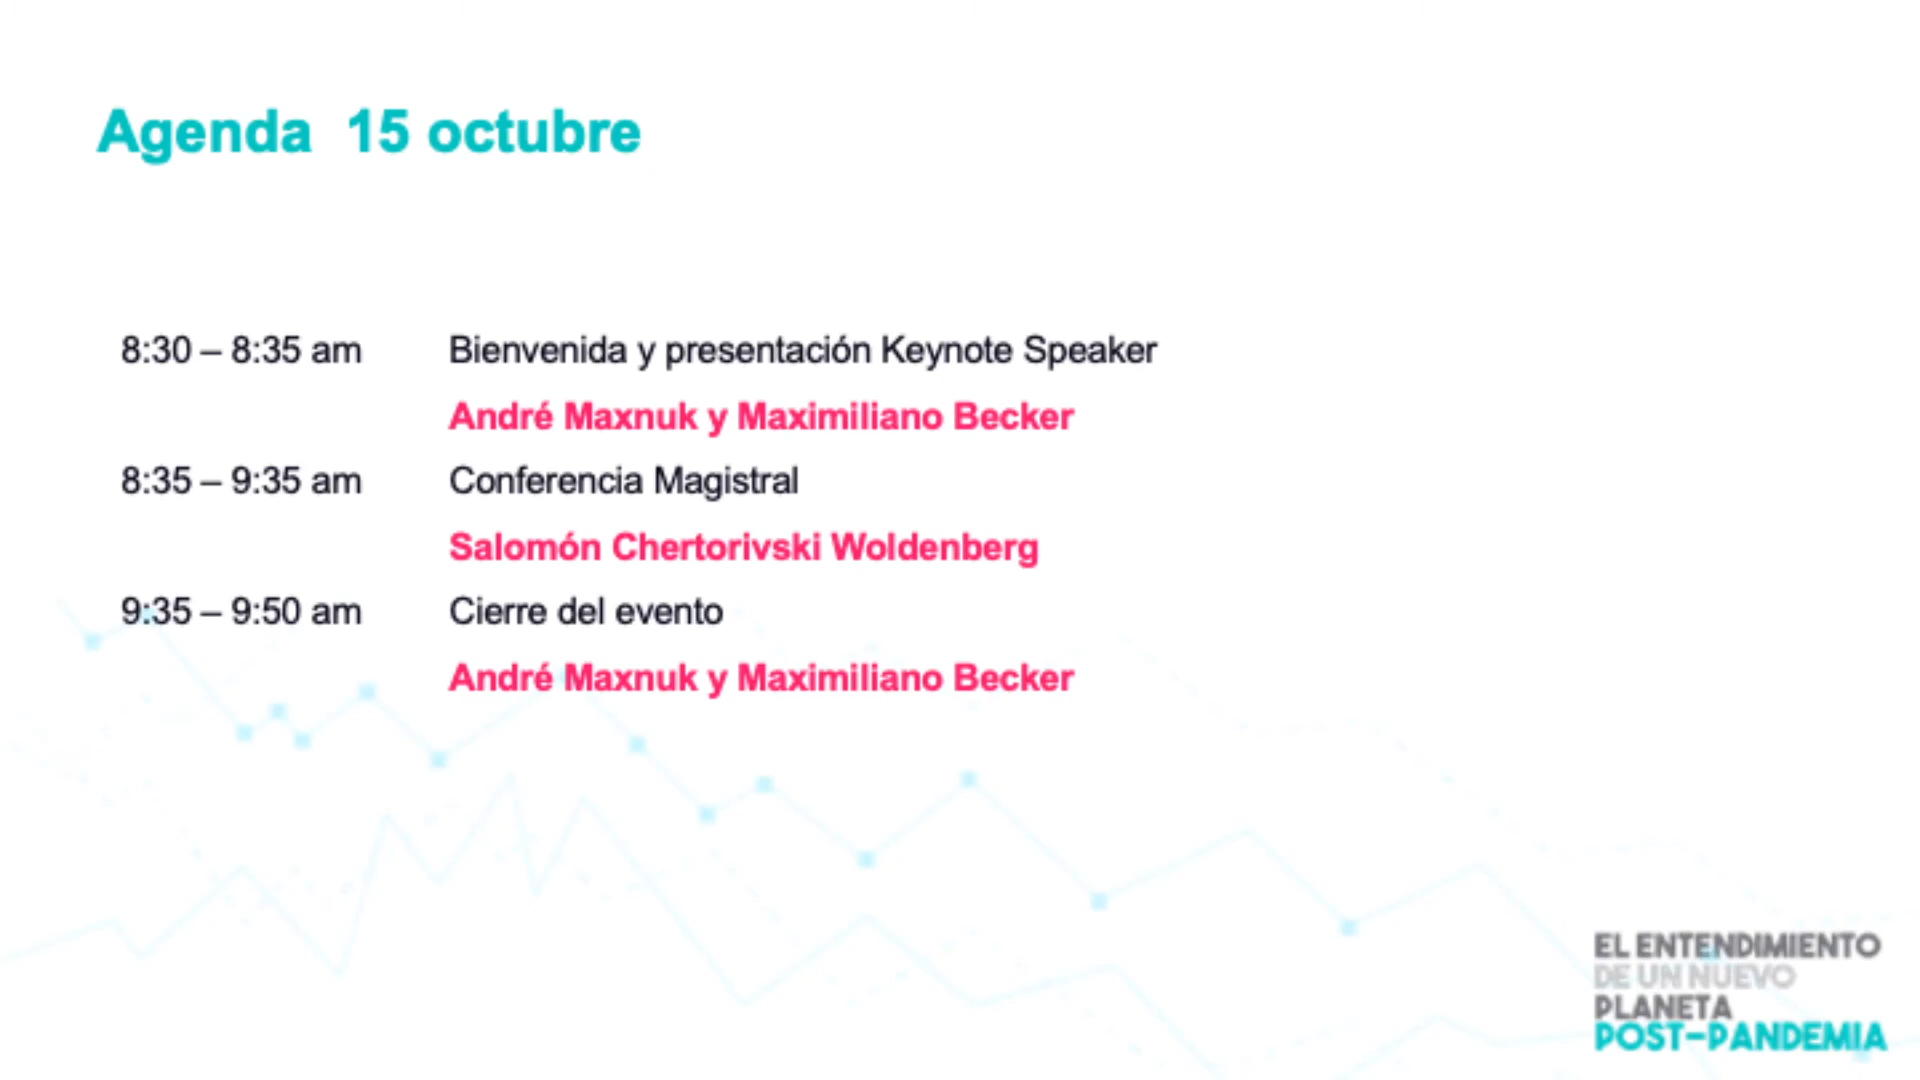 Agenda 15 octubre
8:30 – 8:35 am Bienvenida y presentación Keynote Speaker
André Maxnuk y Maximiliano Becker
8:35 – 9:35 am Conferencia Magistral
Salomón Chertorivski Woldenberg
9:35 – 9:50 am Cierre del evento
André Maxnuk y Maximiliano Becker
EL ENTENDIMIENTO
DE UN NUEVO
PLANETA
POST-PANDEMIA